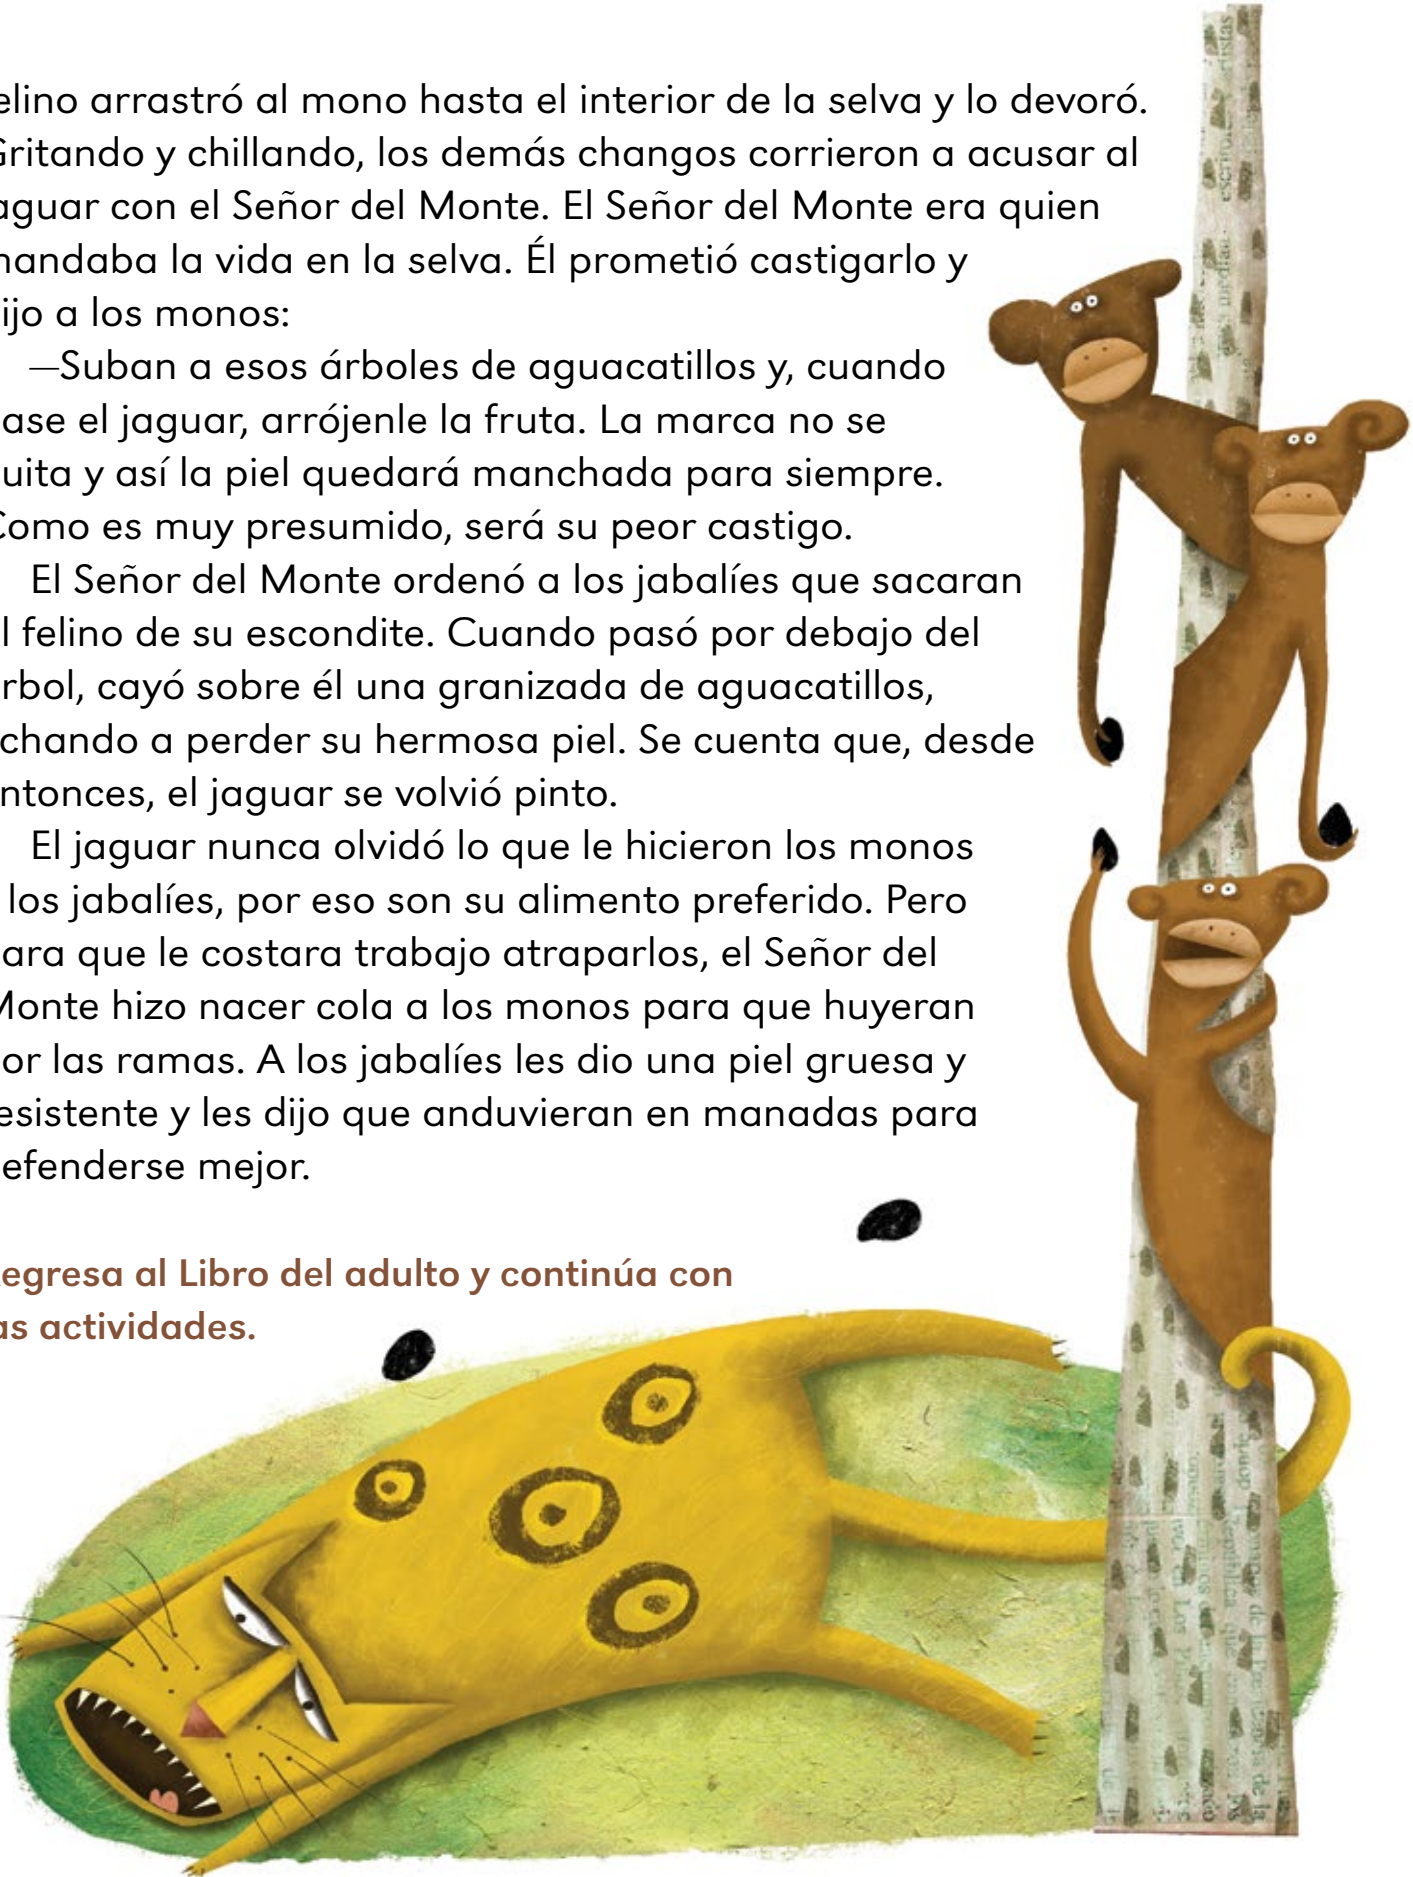 elino arrastró al mono hasta el interior de la selva y lo devoró.
Gritando y chillando, los demás changos corrieron a acusar al
aguar con el Señor del Monte. El Señor del Monte era quien
mandaba la vida en la selva. Él prometió castigarlo y
ijo a los monos:
—Suban a esos árboles de aguacatillos y, cuando
ase el jaguar, arrójenle la fruta. La marca no se
uita y así la piel quedará manchada para siempre.
Como es muy presumido, será su peor castigo.
El Señor del Monte ordenó a los jabalíes que sacaran
l felino de su escondite. Cuando pasó por debajo del
rbol, cayó sobre él una granizada de aguacatillos,
chando a perder su hermosa piel. Se cuenta que, desde
ntonces, el jaguar se volvió pinto.
El jaguar nunca olvidó lo que le hicieron los monos
los jabalíes, por eso son su alimento preferido. Pero
ara que le costara trabajo atraparlos, el Señor del
Monte hizo nacer cola a los monos para que huyeran
or las ramas. A los jabalíes les dio una piel gruesa y
esistente y les dijo que anduvieran en manadas para
efenderse mejor.
egresa al Libro del adulto y continúa con
as actividades.